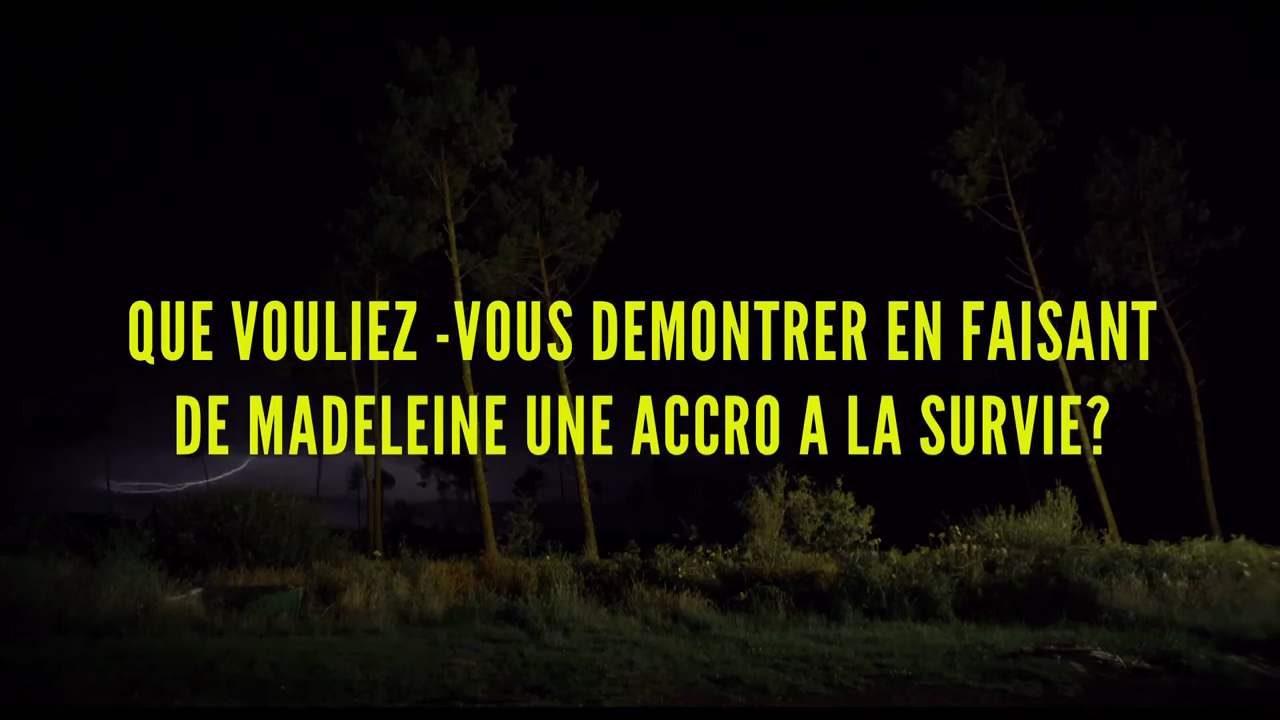 QUE VOULIEZ -VOUS DEMONTRER EN FAISANT
DE MADELEINE UNE ACCRO A LA SURVIE?